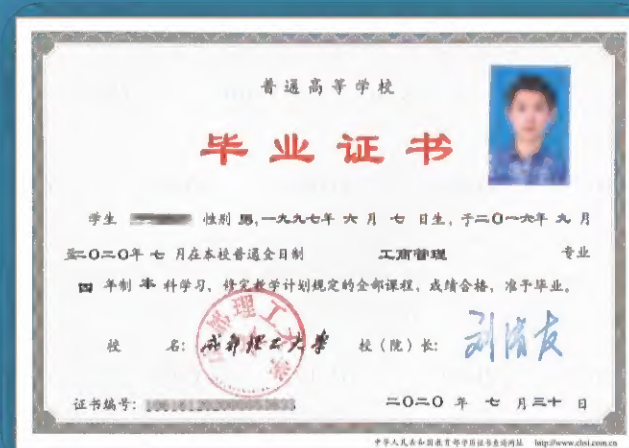 普通高等学校
毕业证书
学生 性别 男,一九九七年 六 月 七 日生,于二〇一六年 九 月
至二〇二〇年 七 月在本校普通全日制 工商管理 专业
四 年制 本 科学习,修完教学计划规定的全部课程,成绩合格,准予毕业。
校 名: 成都理工大学 校(院)长: 刘清友
证书编号: 二〇二〇 年 七 月三十 日
中华人民共和国教育部学历证书查询网址 http://www.chsi.com.cn